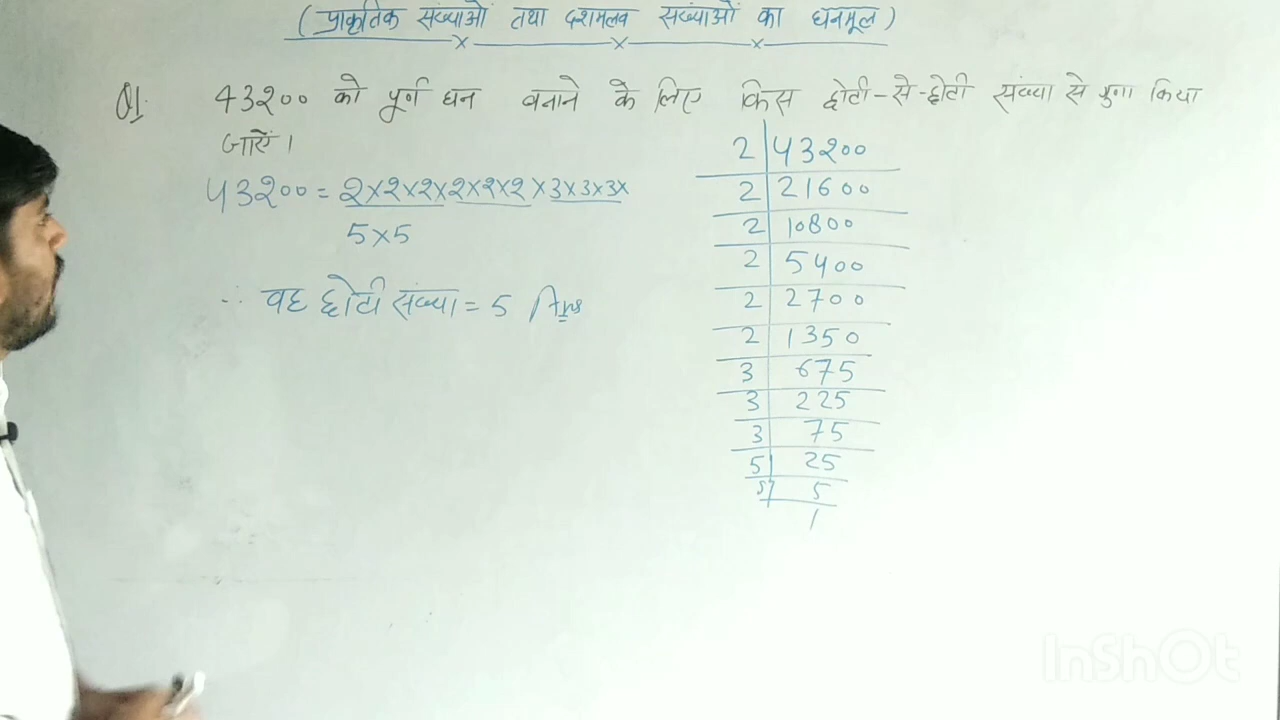 (प्राकृतिक संख्याओं तथा दशमलव संख्याओं का घनमूल)
Q1. 43200 को पूर्ण घन बनाने के लिए किस छोटी-से-छोटी संख्या से गुणा किया
जाऐं।
43200 = 2×2×2×2×2×2×3×3×3×
5×5
∴ वह छोटी संख्या = 5 Ans
2 | 43200
2 | 21600
2 | 10800
2 | 5400
2 | 2700
2 | 1350
3 | 675
3 | 225
3 | 75
5 | 25
5 | 5
1
InShOt